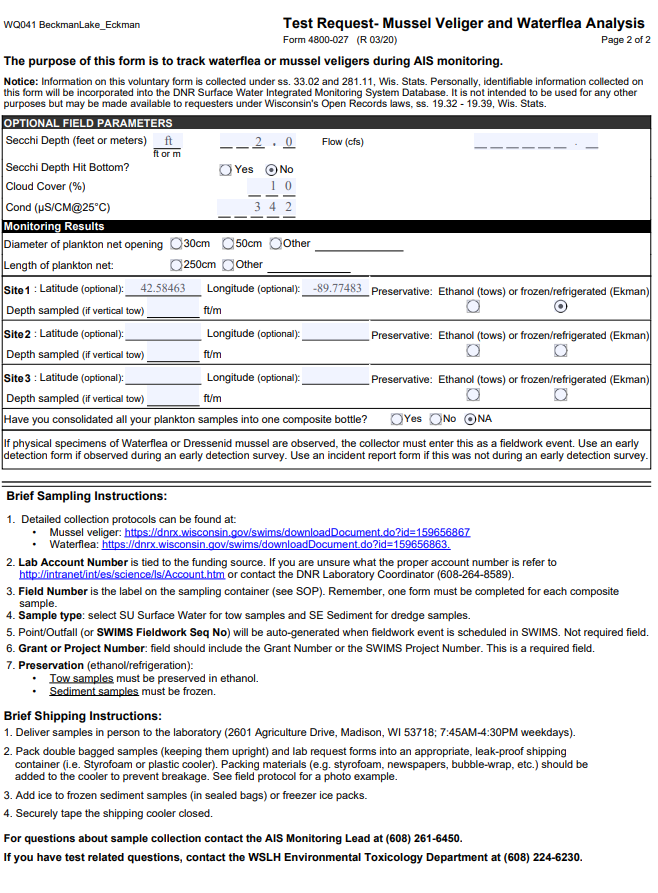 WQ041 BeckmanLake_Eckman
Test Request- Mussel Veliger and Waterflea Analysis
Form 4800-027 (R 03/20) Page 2 of 2
The purpose of this form is to track waterflea or mussel veligers during AIS monitoring.
Notice: Information on this voluntary form is collected under ss. 33.02 and 281.11, Wis. Stats. Personally, identifiable information collected on
this form will be incorporated into the DNR Surface Water Integrated Monitoring System Database. It is not intended to be used for any other
purposes but may be made available to requesters under Wisconsin's Open Records laws, ss. 19.32 - 19.39, Wis. Stats.
OPTIONAL FIELD PARAMETERS
Secchi Depth (feet or meters) ft 2 . 0 Flow (cfs) .
ft or m
Secchi Depth Hit Bottom? Yes No
Cloud Cover (%) 1 0
Cond (µS/CM@25°C) 3 4 2
Monitoring Results
Diameter of plankton net opening 30cm 50cm Other
Length of plankton net: 250cm Other
Site1 : Latitude (optional): 42.58463 Longitude (optional): -89.77483 Preservative: Ethanol (tows) or frozen/refrigerated (Ekman)
Depth sampled (if vertical tow) ft/m
Site2 : Latitude (optional): Longitude (optional): Preservative: Ethanol (tows) or frozen/refrigerated (Ekman)
Depth sampled (if vertical tow) ft/m
Site3 : Latitude (optional): Longitude (optional): Preservative: Ethanol (tows) or frozen/refrigerated (Ekman)
Depth sampled (if vertical tow) ft/m
Have you consolidated all your plankton samples into one composite bottle? Yes No NA
If physical specimens of Waterflea or Dressenid mussel are observed, the collector must enter this as a fieldwork event. Use an early
detection form if observed during an early detection survey. Use an incident report form if this was not during an early detection survey.
Brief Sampling Instructions:
1. Detailed collection protocols can be found at:
• Mussel veliger: https://dnrx.wisconsin.gov/swims/downloadDocument.do?id=159656867
• Waterflea: https://dnrx.wisconsin.gov/swims/downloadDocument.do?id=159656863.
2. Lab Account Number is tied to the funding source. If you are unsure what the proper account number is refer to
http://intranet/int/es/science/ls/Account.htm or contact the DNR Laboratory Coordinator (608-264-8589).
3. Field Number is the label on the sampling container (see SOP). Remember, one form must be completed for each composite
sample.
4. Sample type: select SU Surface Water for tow samples and SE Sediment for dredge samples.
5. Point/Outfall (or SWIMS Fieldwork Seq No) will be auto-generated when fieldwork event is scheduled in SWIMS. Not required field.
6. Grant or Project Number: field should include the Grant Number or the SWIMS Project Number. This is a required field.
7. Preservation (ethanol/refrigeration):
• Tow samples must be preserved in ethanol.
• Sediment samples must be frozen.
Brief Shipping Instructions:
1. Deliver samples in person to the laboratory (2601 Agriculture Drive, Madison, WI 53718; 7:45AM-4:30PM weekdays).
2. Pack double bagged samples (keeping them upright) and lab request forms into an appropriate, leak-proof shipping
container (i.e. Styrofoam or plastic cooler). Packing materials (e.g. styrofoam, newspapers, bubble-wrap, etc.) should be
added to the cooler to prevent breakage. See field protocol for a photo example.
3. Add ice to frozen sediment samples (in sealed bags) or freezer ice packs.
4. Securely tape the shipping cooler closed.
For questions about sample collection contact the AIS Monitoring Lead at (608) 261-6450.
If you have test related questions, contact the WSLH Environmental Toxicology Department at (608) 224-6230.